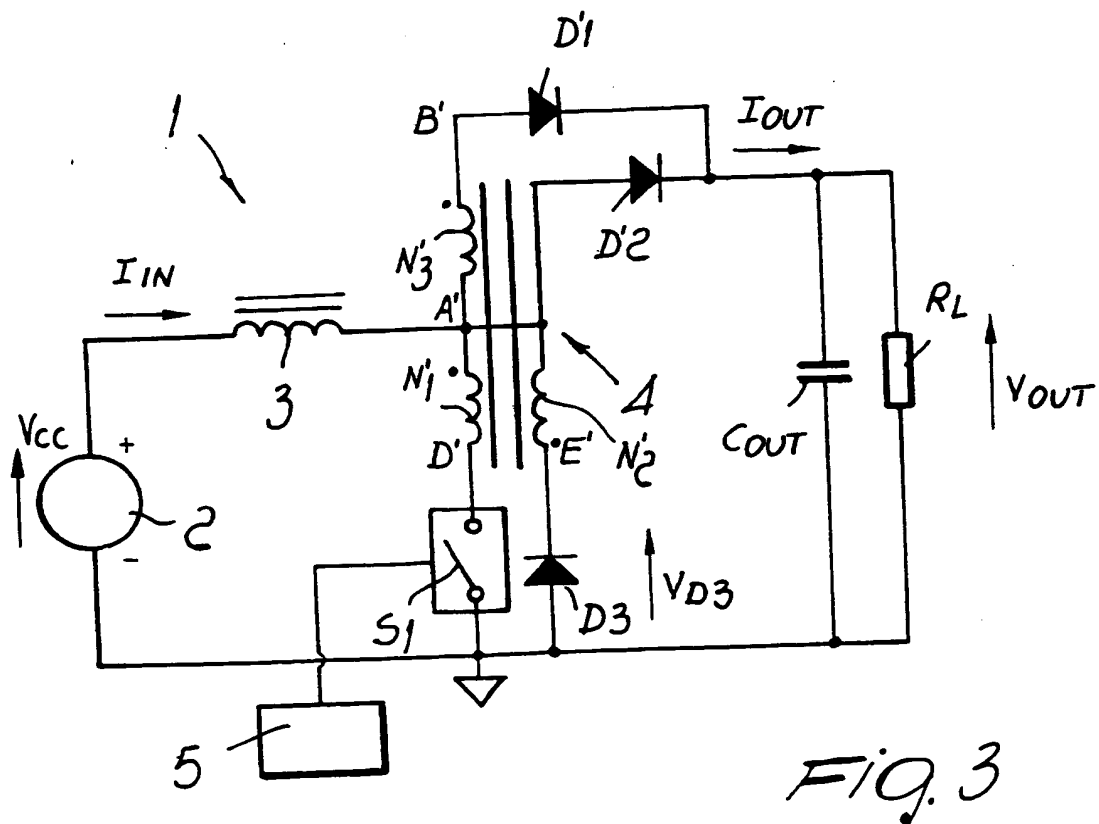 D'1
1
B'
IOUT
D'2
N'3
IIN
A'
RL
N'1
4
3
VOUT
VCC
+
D'
E'
N'2
COUT
2
-
VD3
S1
D3
5
Fig. 3